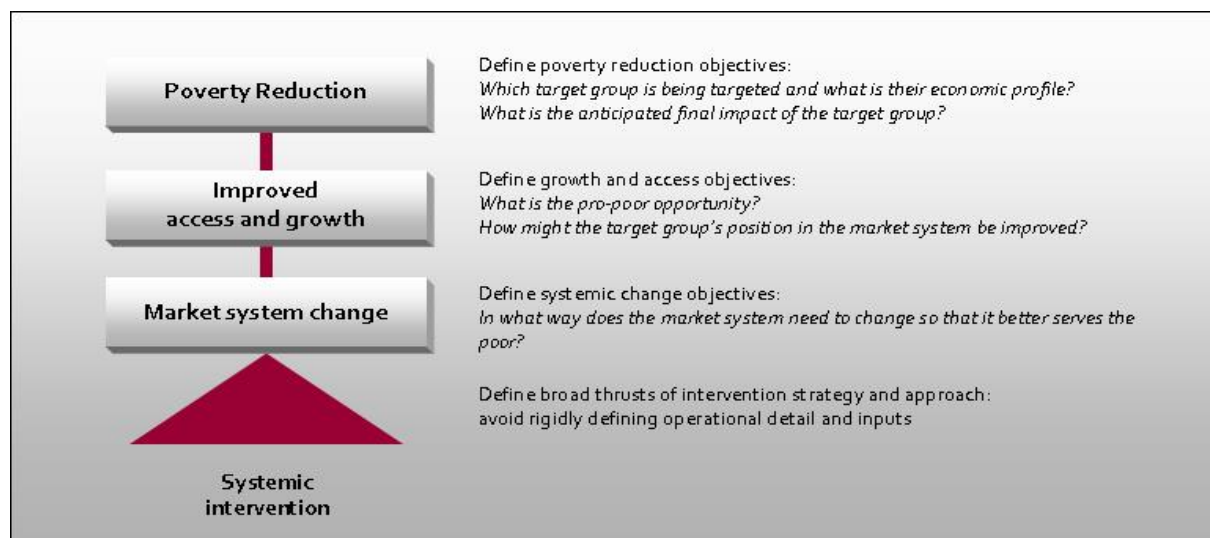 Poverty Reduction
Define poverty reduction objectives:
Which target group is being targeted and what is their economic profile?
What is the anticipated final impact of the target group?
Improved
access and growth
Define growth and access objectives:
What is the pro-poor opportunity?
How might the target group's position in the market system be improved?
Market system change
Define systemic change objectives:
In what way does the market system need to change so that it better serves the
poor?
Define broad thrusts of intervention strategy and approach:
avoid rigidly defining operational detail and inputs
Systemic
intervention